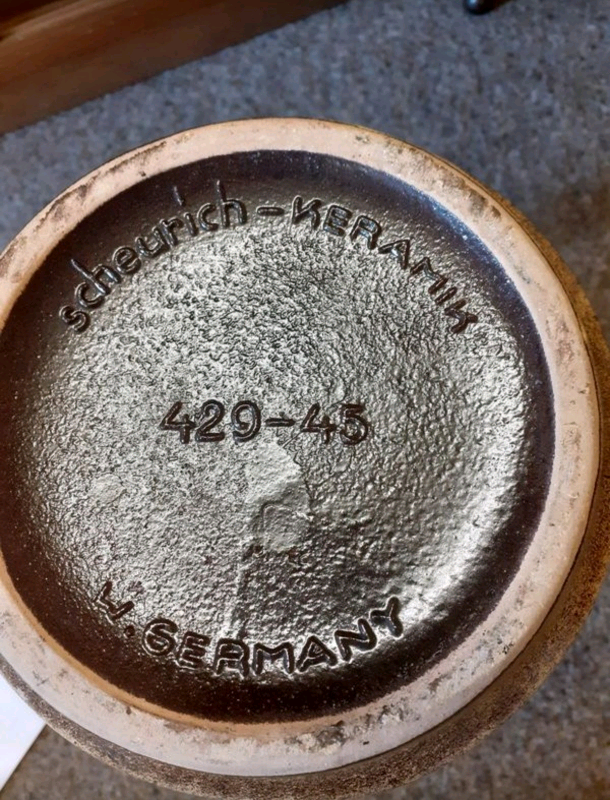 scheurich-KERAMIK
429-45
W. GERMANY